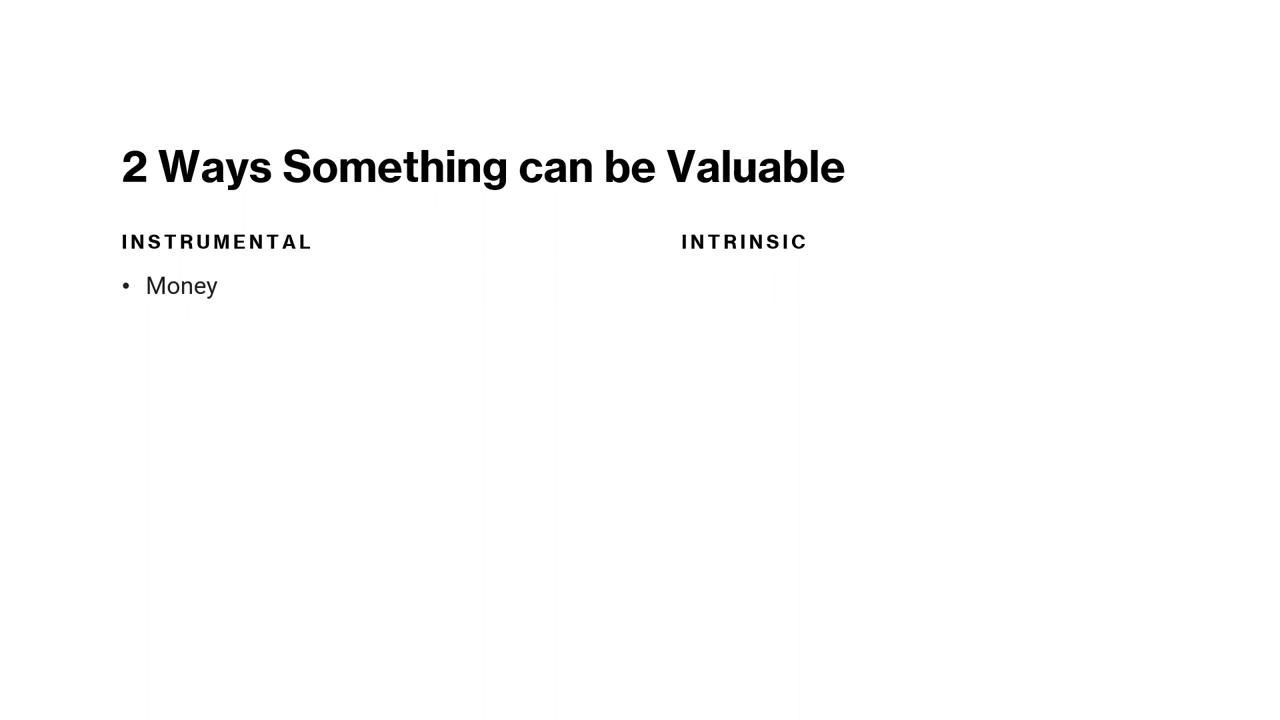 2 Ways Something can be Valuable
INSTRUMENTAL
• Money
INTRINSIC